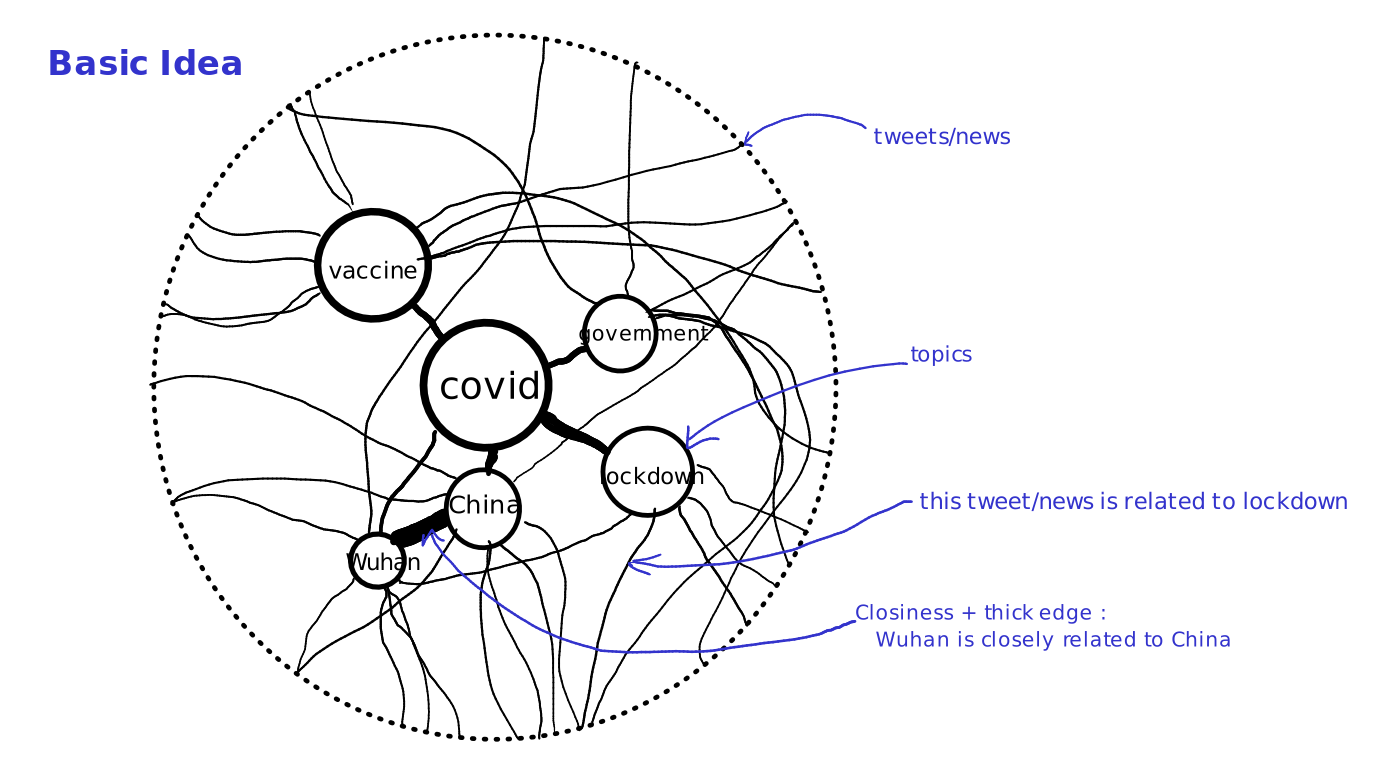 Basic Idea
tweets/news
vaccine
government
topics
covid
lockdown
China
this tweet/news is related to lockdown
Wuhan
Closiness + thick edge :
Wuhan is closely related to China